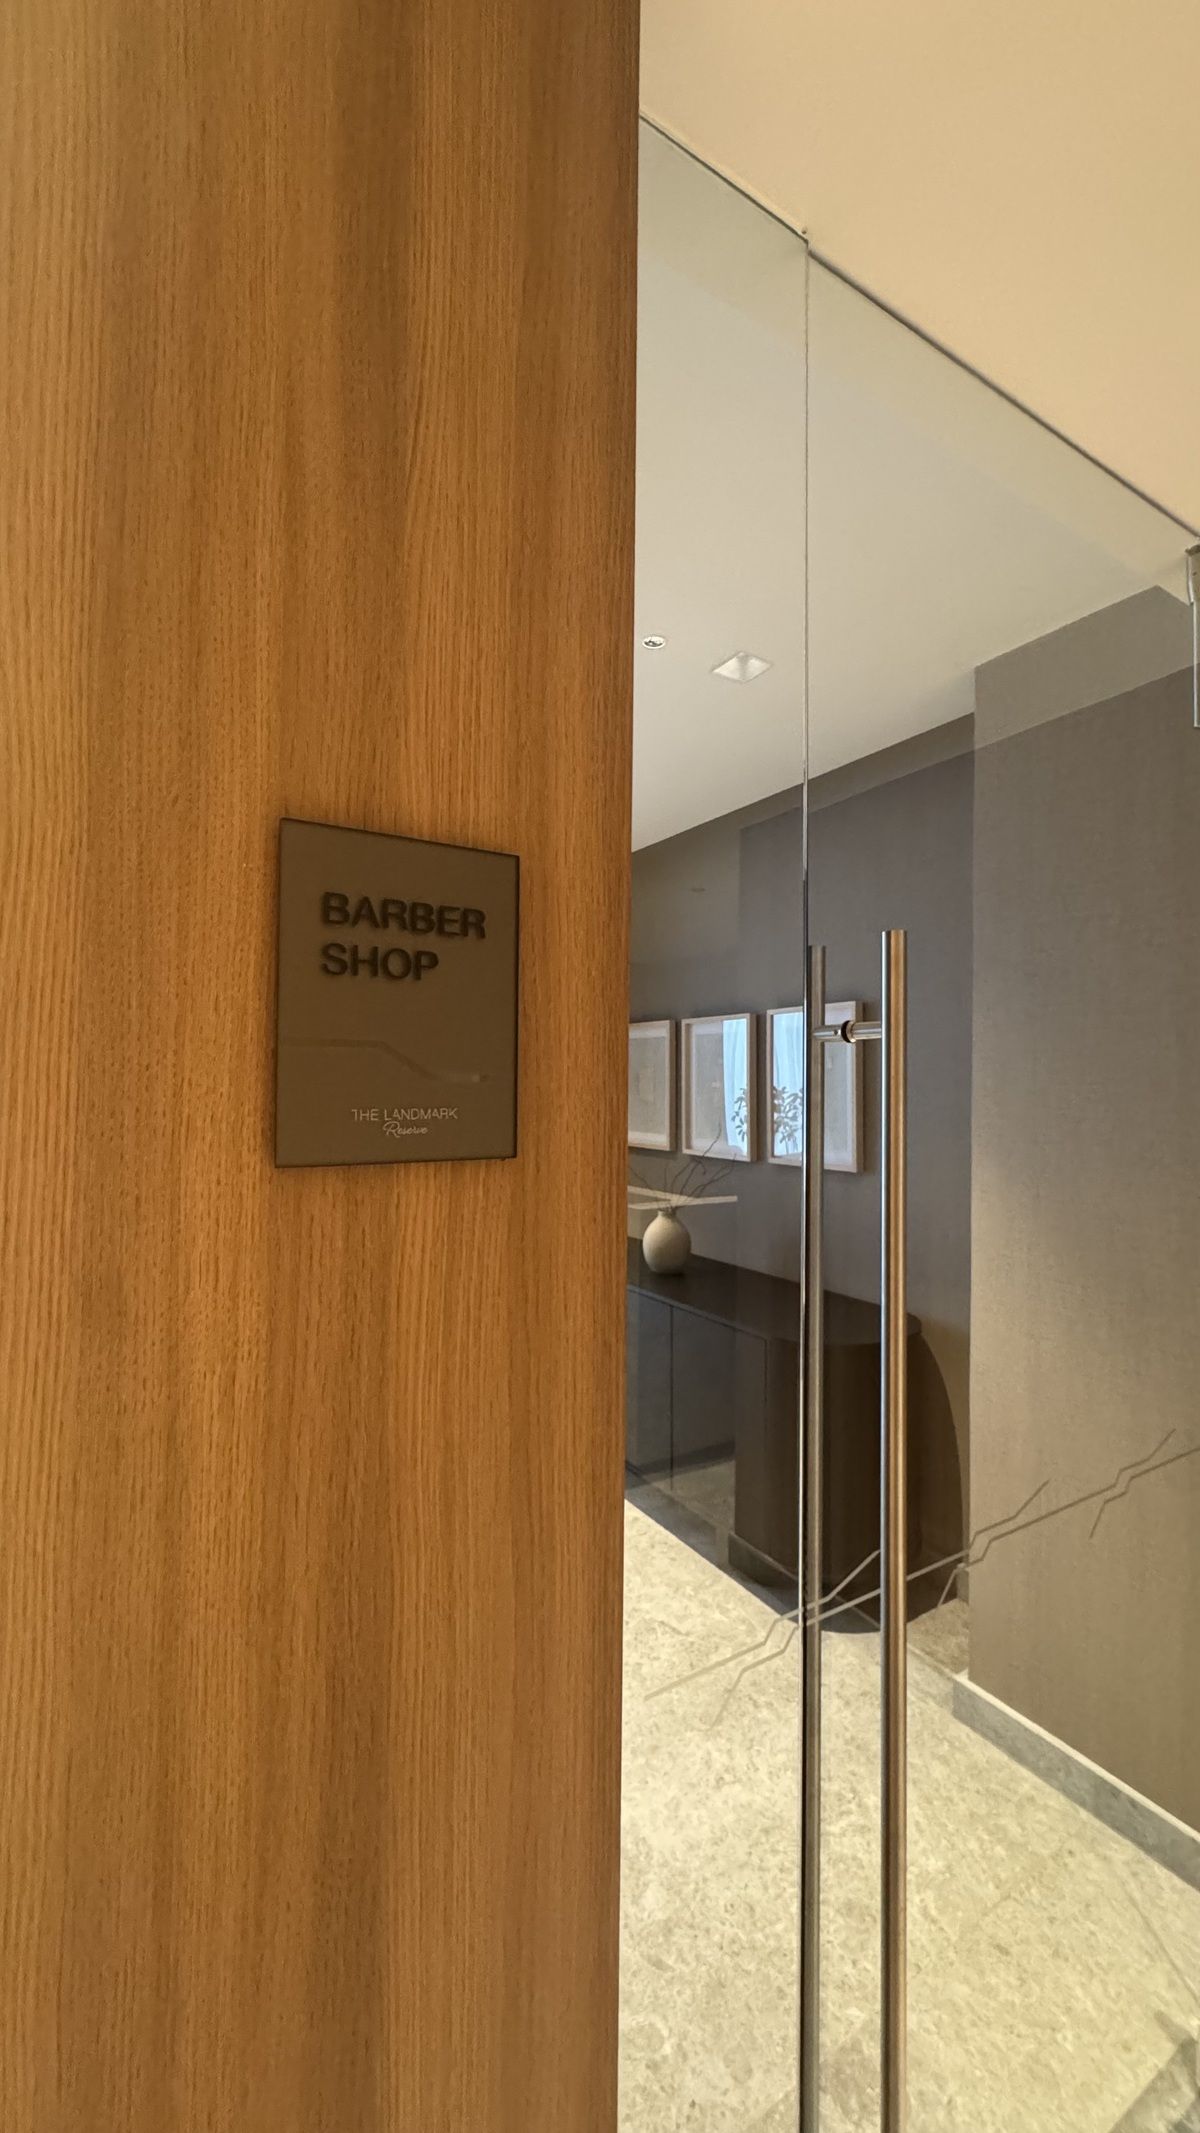 BARBER
SHOP
THE LANDMARK
Reserve